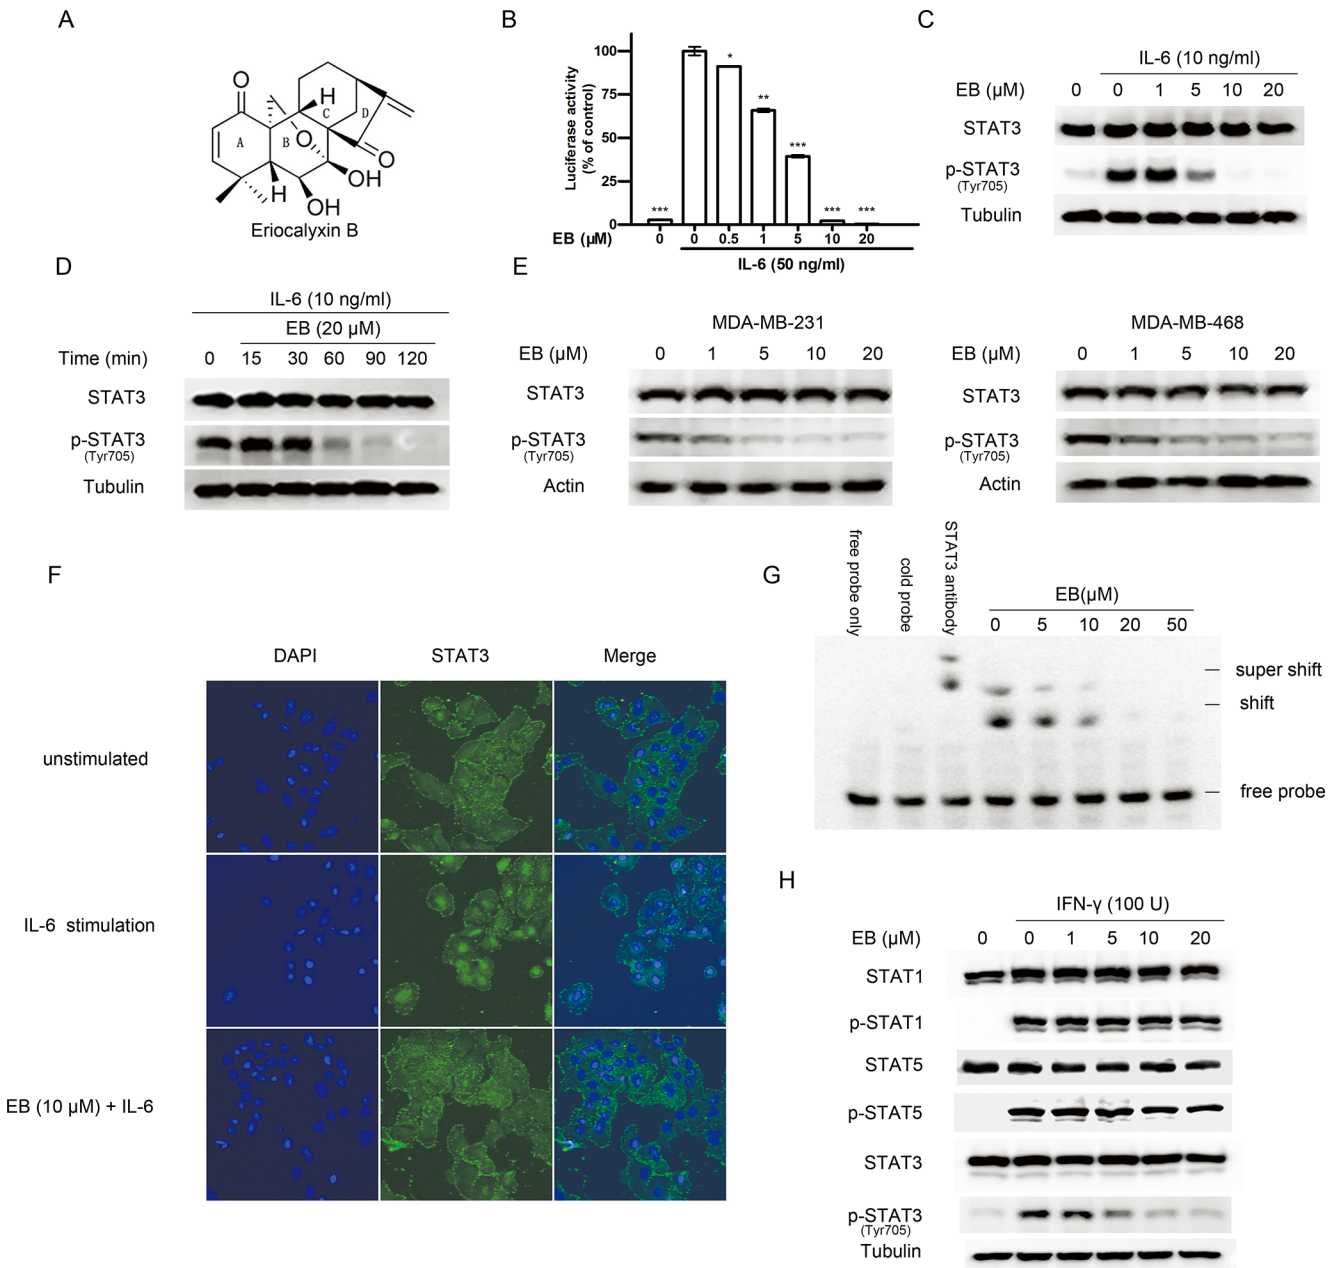 A
O
H
C
D
O
A
B
O
H
OH
OH
Eriocalyxin B
B
Luciferase activity
(% of control)
100
75
50
25
0
***
*
**
***
***
***
EB (µM)
0
0 0.5 1 5 10 20
IL-6 (50 ng/ml)
C
IL-6 (10 ng/ml)
EB (µM) 0 0 1 5 10 20
STAT3
p-STAT3
(Tyr705)
Tubulin
D
IL-6 (10 ng/ml)
EB (20 µM)
Time (min) 0 15 30 60 90 120
STAT3
p-STAT3
(Tyr705)
Tubulin
E
MDA-MB-231
EB (µM) 0 1 5 10 20
STAT3
p-STAT3
(Tyr705)
Actin
MDA-MB-468
EB (µM) 0 1 5 10 20
STAT3
p-STAT3
(Tyr705)
Actin
F
DAPI STAT3 Merge
unstimulated
IL-6 stimulation
EB (10 µM) + IL-6
G
free probe only
cold probe
STAT3 antibody
EB(µM)
0 5 10 20 50
super shift
shift
free probe
H
IFN-γ (100 U)
EB (µM) 0 0 1 5 10 20
STAT1
p-STAT1
STAT5
p-STAT5
STAT3
p-STAT3
(Tyr705)
Tubulin